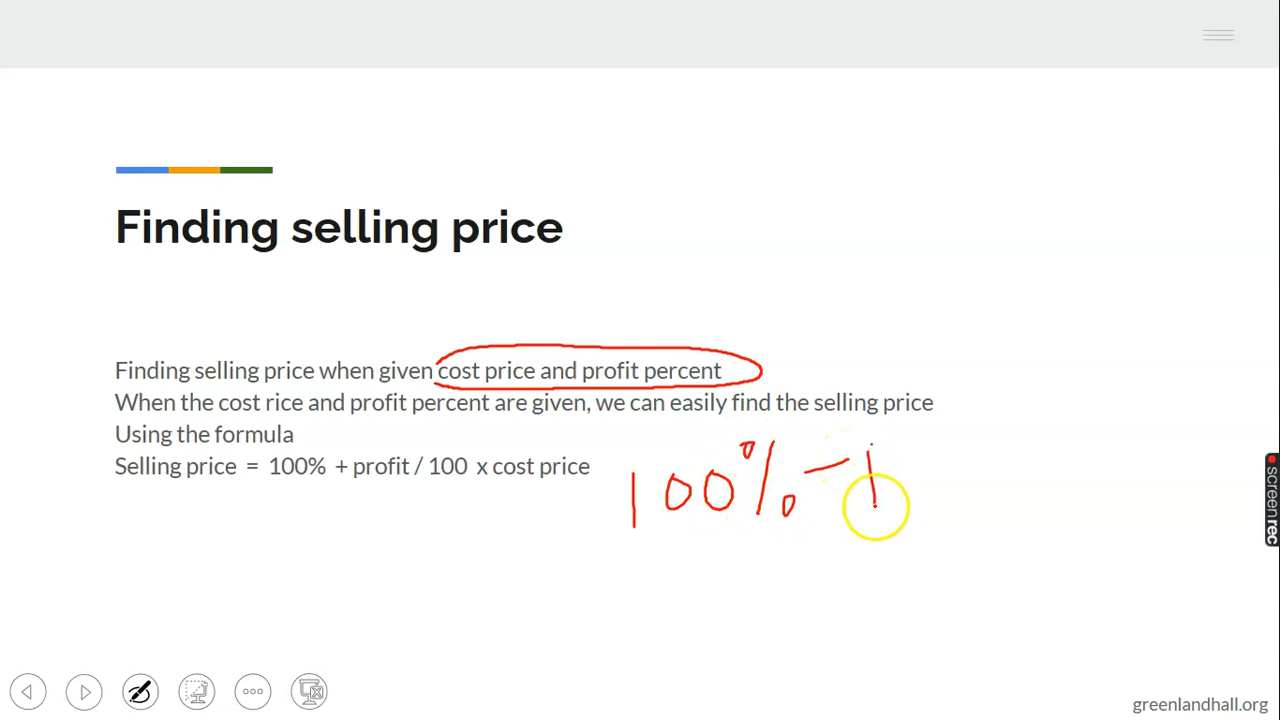 Finding selling price
Finding selling price when given cost price and profit percent
When the cost rice and profit percent are given, we can easily find the selling price
Using the formula
Selling price = 100% + profit / 100 x cost price
100% -
screenrec
greenlandhall.org